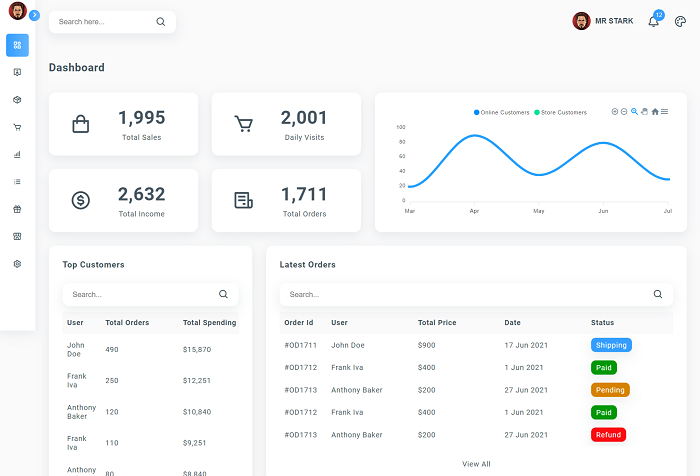 Search here...
MR STARK
12
Dashboard
1,995
Total Sales
2,001
Daily Visits
2,632
Total Income
1,711
Total Orders
Online Customers Store Customers
100
80
60
40
20
0
Mar Apr May Jun Jul
Top Customers
Search...
User Total Orders Total Spending
John Doe 490 $15,870
Frank Iva 250 $12,251
Anthony Baker 120 $10,840
Frank Iva 110 $9,251
Anthony 80 $8,840
Latest Orders
Search...
Order Id User Total Price Date Status
#OD1711 John Doe $900 17 Jun 2021 Shipping
#OD1712 Frank Iva $400 1 Jun 2021 Paid
#OD1713 Anthony Baker $200 27 Jun 2021 Pending
#OD1712 Frank Iva $400 1 Jun 2021 Paid
#OD1713 Anthony Baker $200 27 Jun 2021 Refund
View All